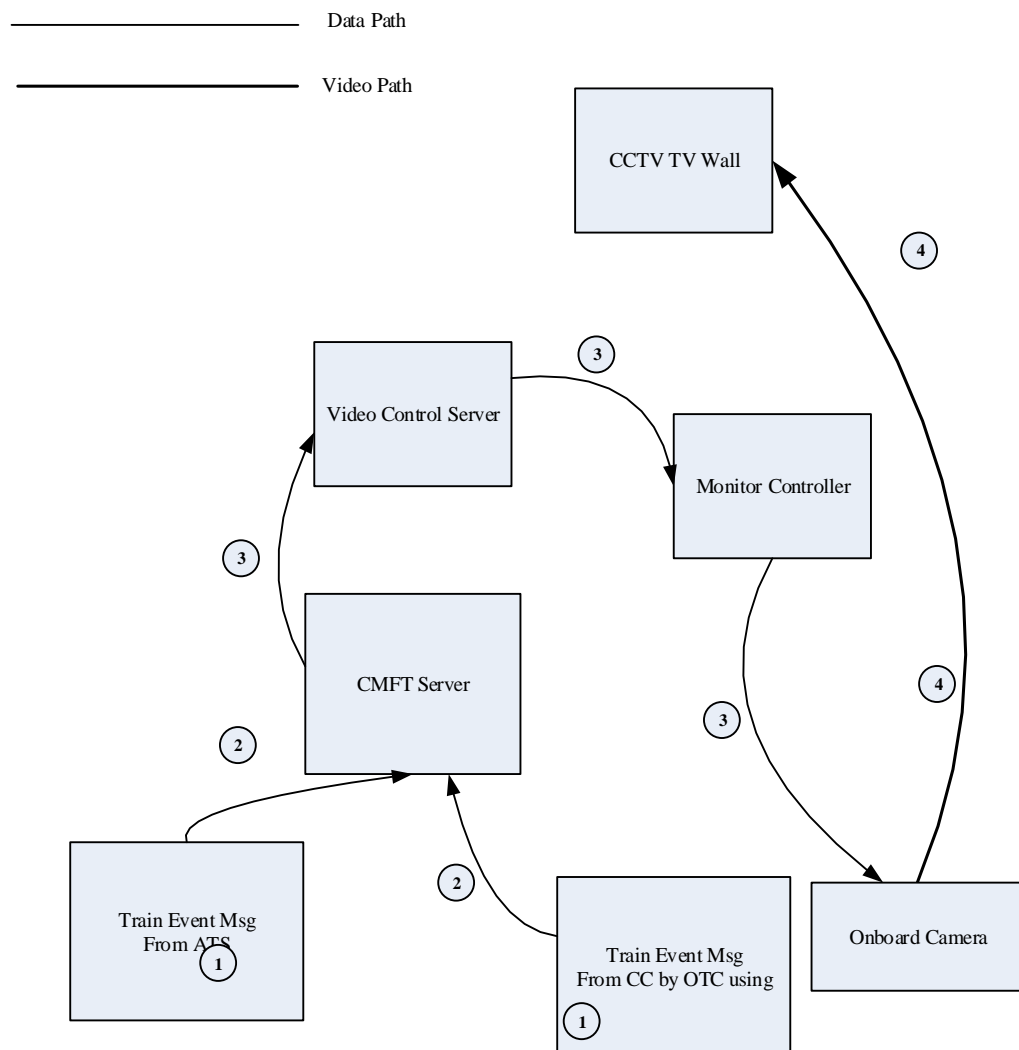 Data Path
Video Path
CCTV TV Wall
4
3
Video Control Server
Monitor Controller
3
CMFT Server
4
3
2
2
Train Event Msg
From ATS
1
Onboard Camera
Train Event Msg
From CC by OTC using
1